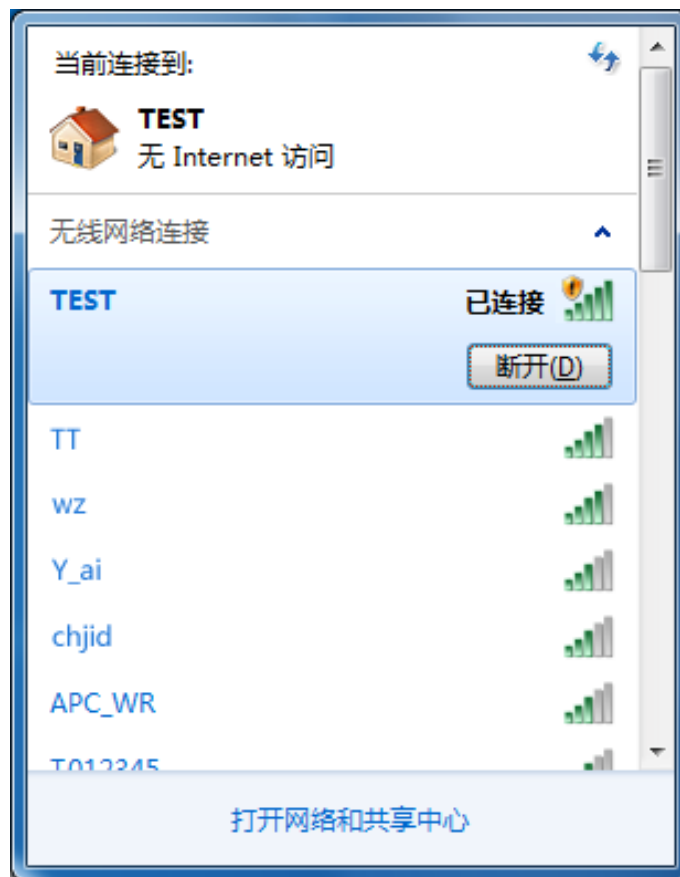 当前连接到:
TEST
无 Internet 访问
无线网络连接
TEST 已连接
断开(D)
TT
wz
Y_ai
chjid
APC_WR
T012345
打开网络和共享中心